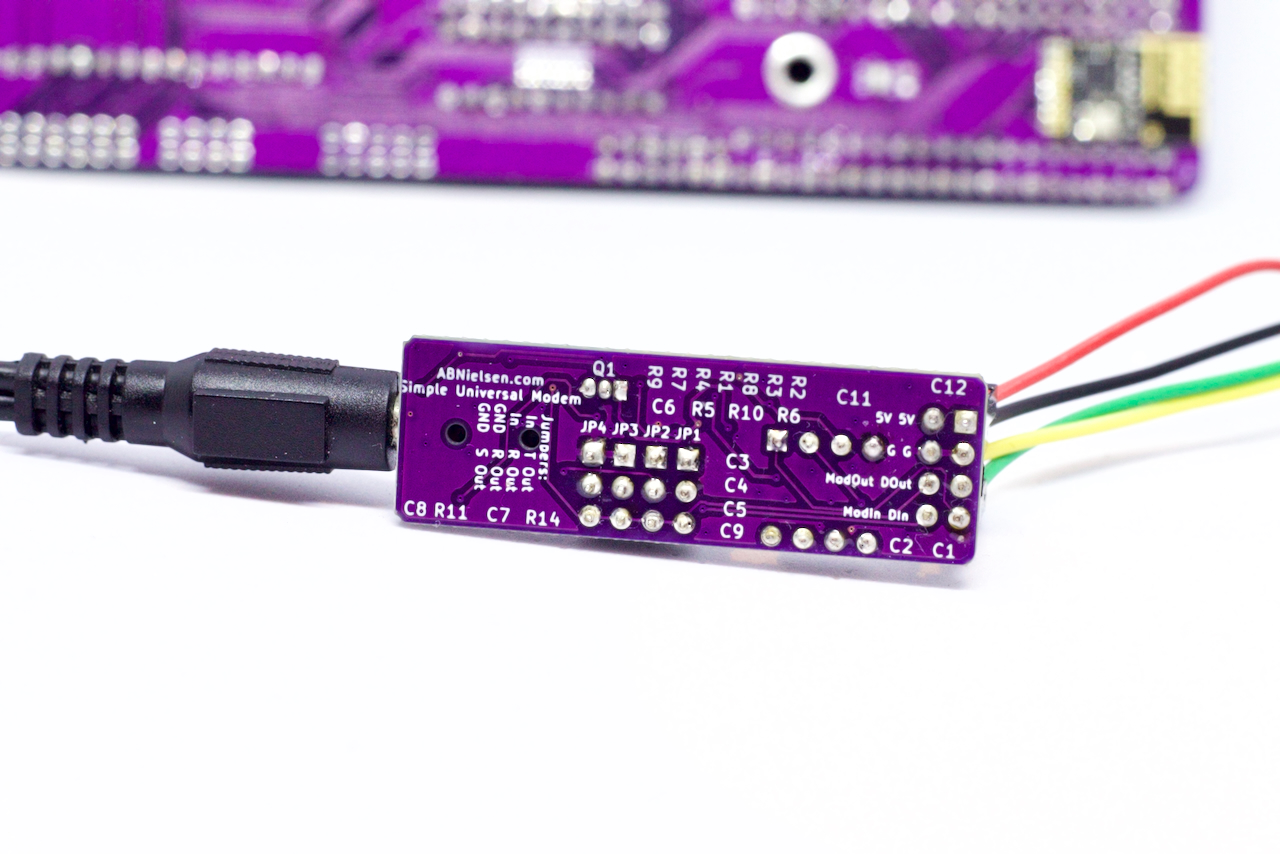 ABNielsen.com
Simple Universal Modem
Q1
R9
R7
R4
R1
R8
R3
R2
C11
C12
C6 R5 R10 R6
5V 5V
JP4 JP3 JP2 JP1
G G
Jumpers:
In T Out
In R Out
GND R Out
GND S Out
C3
C4
C5
C9
ModOut DOut
ModIn DIn
C8 R11 C7 R14
C2 C1